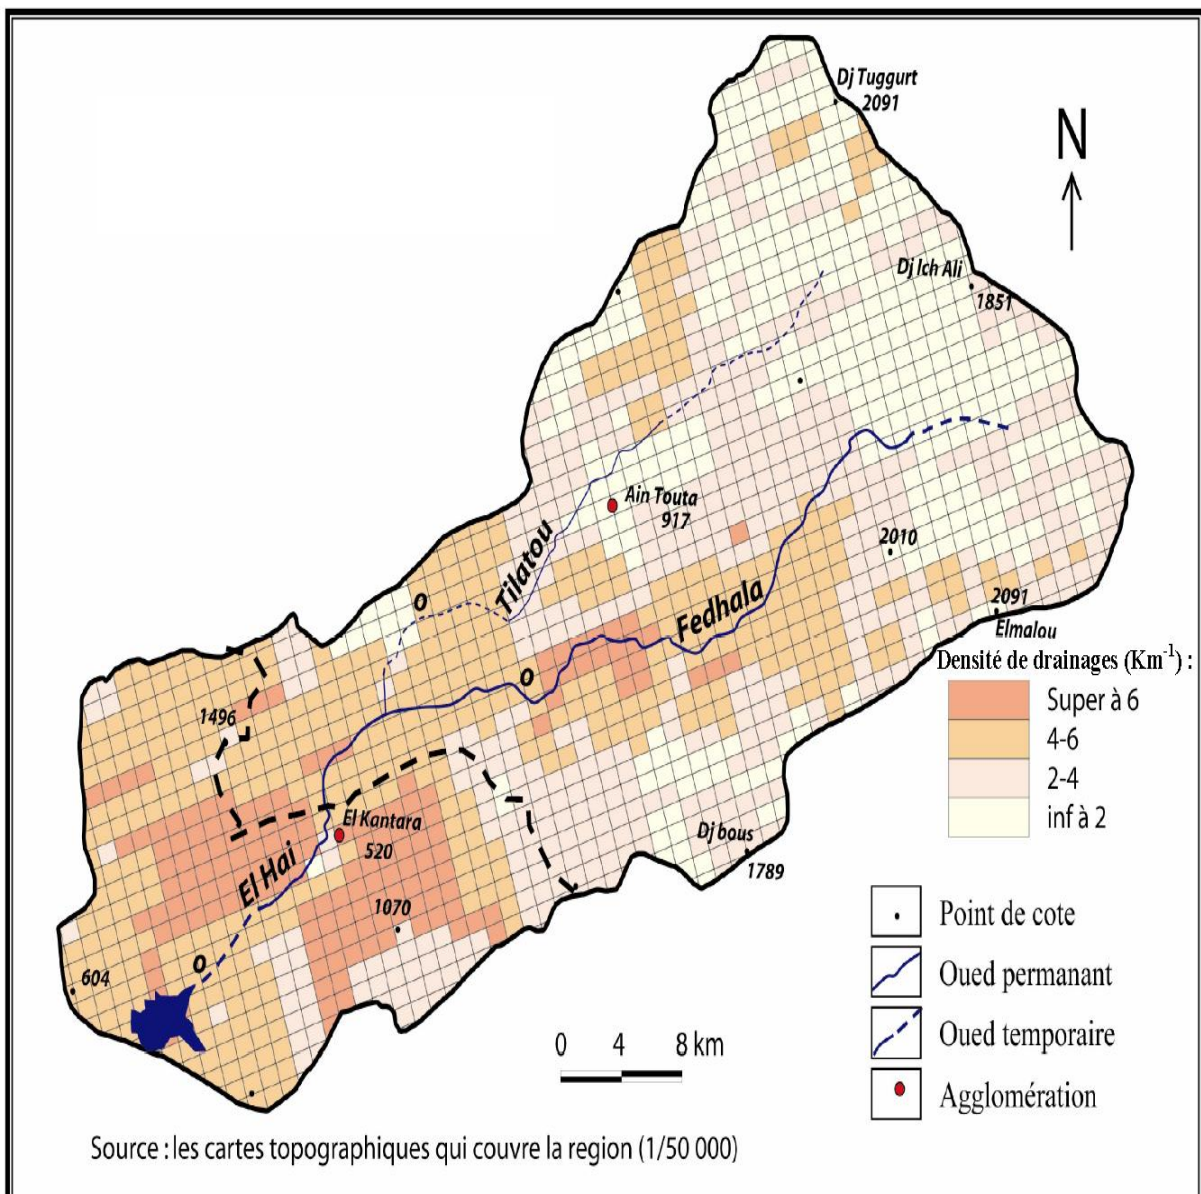 Dj Tuggurt
2091
N
Dj Ich Ali
1851
Ain Touta
917
Tilatou
2010
O
Fedhala
2091
Elmalou
O
1496
El Kantara
520
El Hai
Dj bous
1789
1070
O
604
Densité de drainages (Km⁻¹) :
Super à 6
4-6
2-4
inf à 2
Point de cote
Oued permanant
Oued temporaire
Agglomération
0 4 8 km
Source : les cartes topographiques qui couvre la region (1/50 000)